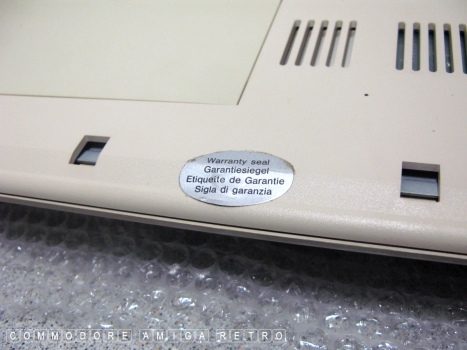 Warranty seal
Garantiesiegel
Etiquette de Garantie
Sigla di garanzia
COMMODORE AMIGA RETRO